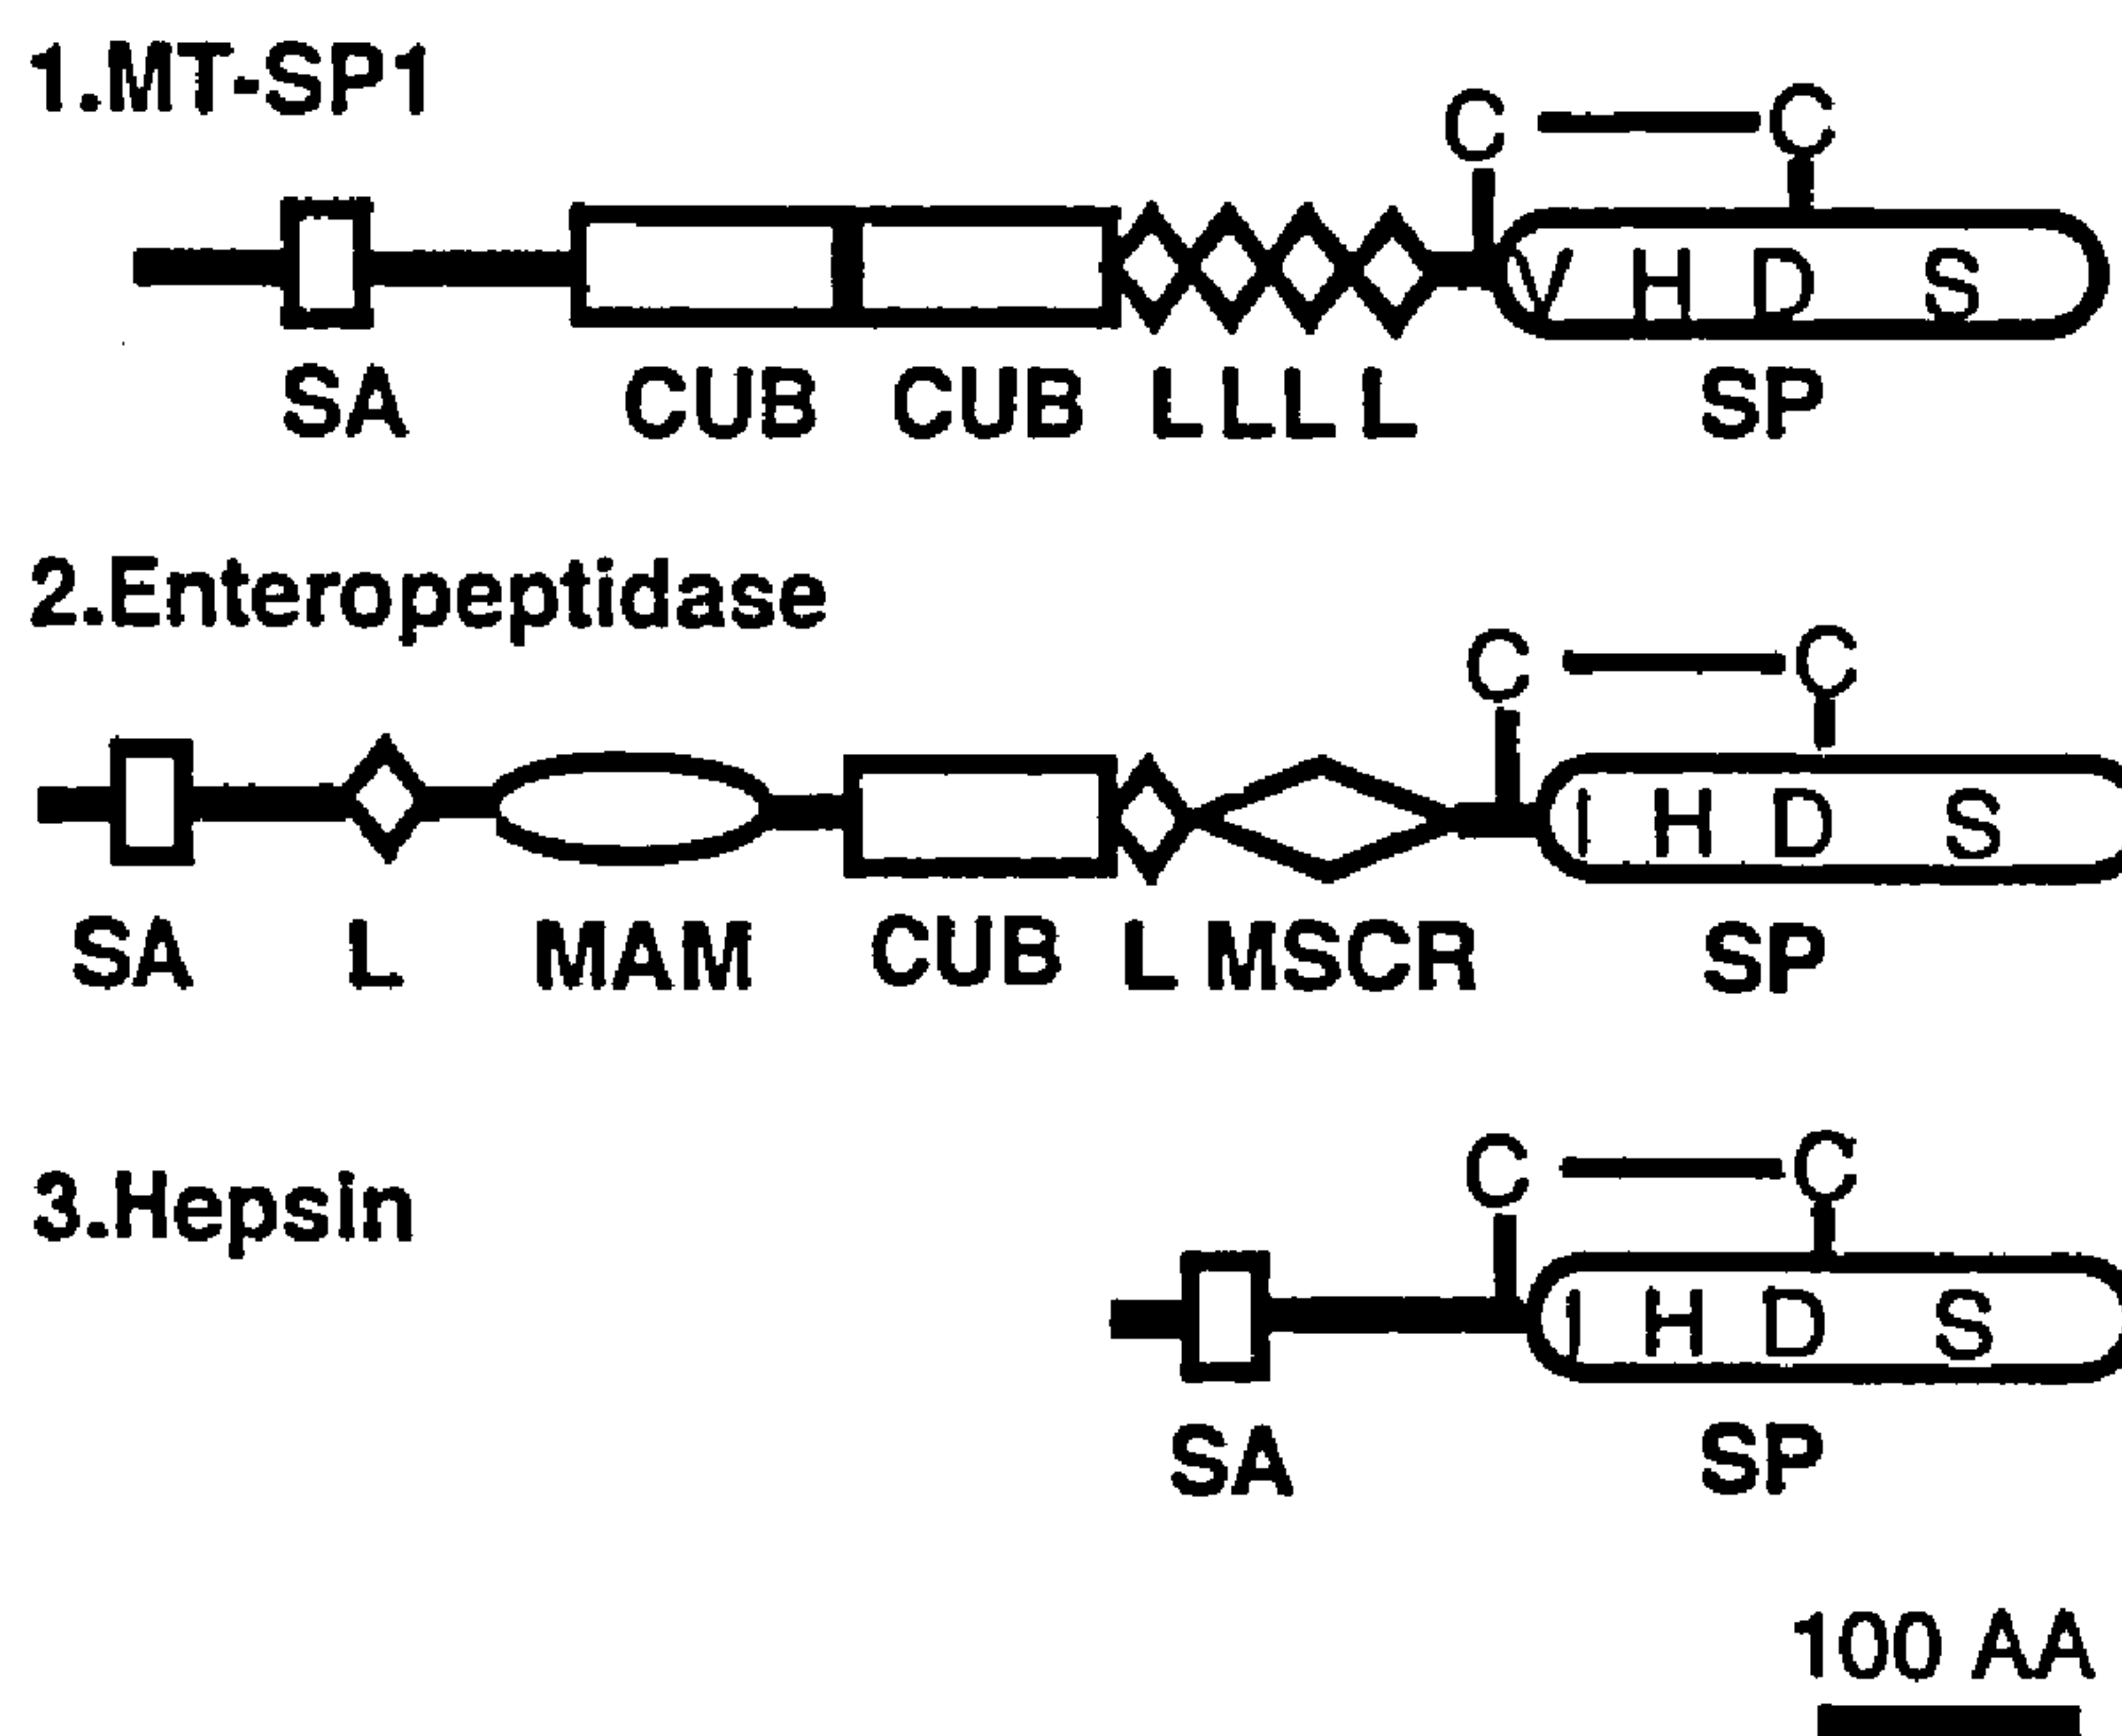 1.MT-SP1
C C
V H D S
SA CUB CUB L L L L SP
2.Enteropeptidase
C C
I H D S
SA L MAM CUB L MSCR SP
3.Hepsin
C C
I H D S
SA SP
100 AA